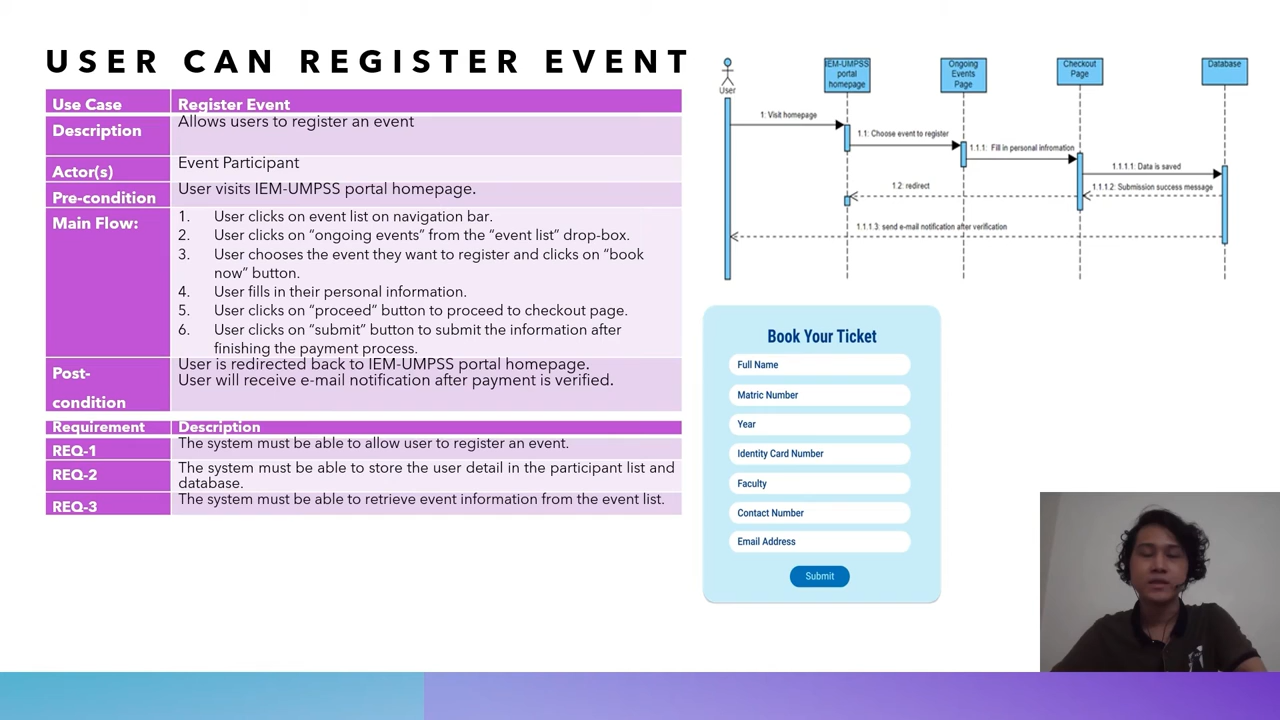 USER CAN REGISTER EVENT
Use Case Register Event
Description Allows users to register an event
Actor(s) Event Participant
Pre-condition User visits IEM-UMPSS portal homepage.
Main Flow:
1. User clicks on event list on navigation bar.
2. User clicks on “ongoing events” from the “event list” drop-box.
3. User chooses the event they want to register and clicks on “book
now” button.
4. User fills in their personal information.
5. User clicks on “proceed” button to proceed to checkout page.
6. User clicks on “submit” button to submit the information after
finishing the payment process.
Post-
condition
User is redirected back to IEM-UMPSS portal homepage.
User will receive e-mail notification after payment is verified.
Requirement Description
REQ-1 The system must be able to allow user to register an event.
REQ-2 The system must be able to store the user detail in the participant list and
database.
REQ-3 The system must be able to retrieve event information from the event list.
User
IEM-UMPSS
portal
homepage
Ongoing
Events
Page
Checkout
Page
Database
1: Visit homepage
1.1: Choose event to register
1.1.1: Fill in personal infromation
1.1.1.1: Data is saved
1.1.1.2: Submission success message
1.2: redirect
1.1.1.3: send e-mail notification after verification
Book Your Ticket
Full Name
Matric Number
Year
Identity Card Number
Faculty
Contact Number
Email Address
Submit